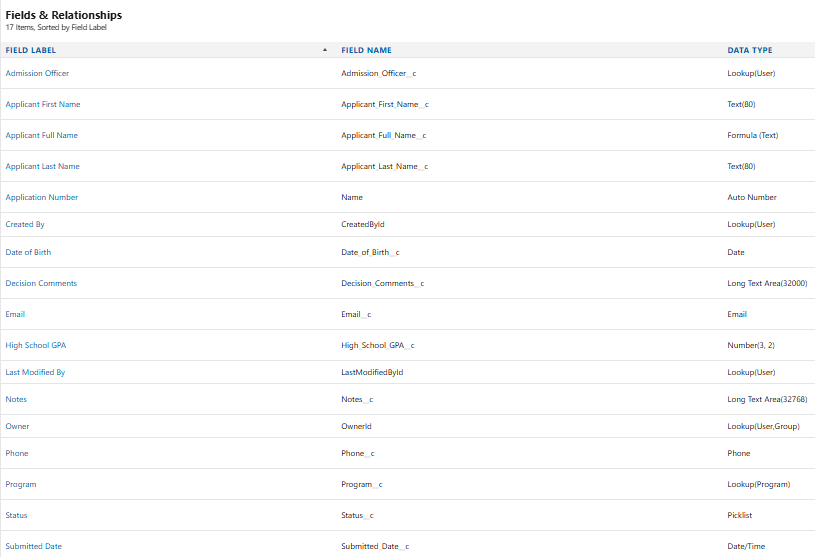 Fields & Relationships
17 Items, Sorted by Field Label
FIELD LABEL FIELD NAME DATA TYPE
Admission Officer Admission_Officer__c Lookup(User)
Applicant First Name Applicant_First_Name__c Text(80)
Applicant Full Name Applicant_Full_Name__c Formula (Text)
Applicant Last Name Applicant_Last_Name__c Text(80)
Application Number Name Auto Number
Created By CreatedById Lookup(User)
Date of Birth Date_of_Birth__c Date
Decision Comments Decision_Comments__c Long Text Area(32000)
Email Email__c Email
High School GPA High_School_GPA__c Number(3, 2)
Last Modified By LastModifiedById Lookup(User)
Notes Notes__c Long Text Area(32768)
Owner OwnerId Lookup(User,Group)
Phone Phone__c Phone
Program Program__c Lookup(Program)
Status Status__c Picklist
Submitted Date Submitted_Date__c Date/Time